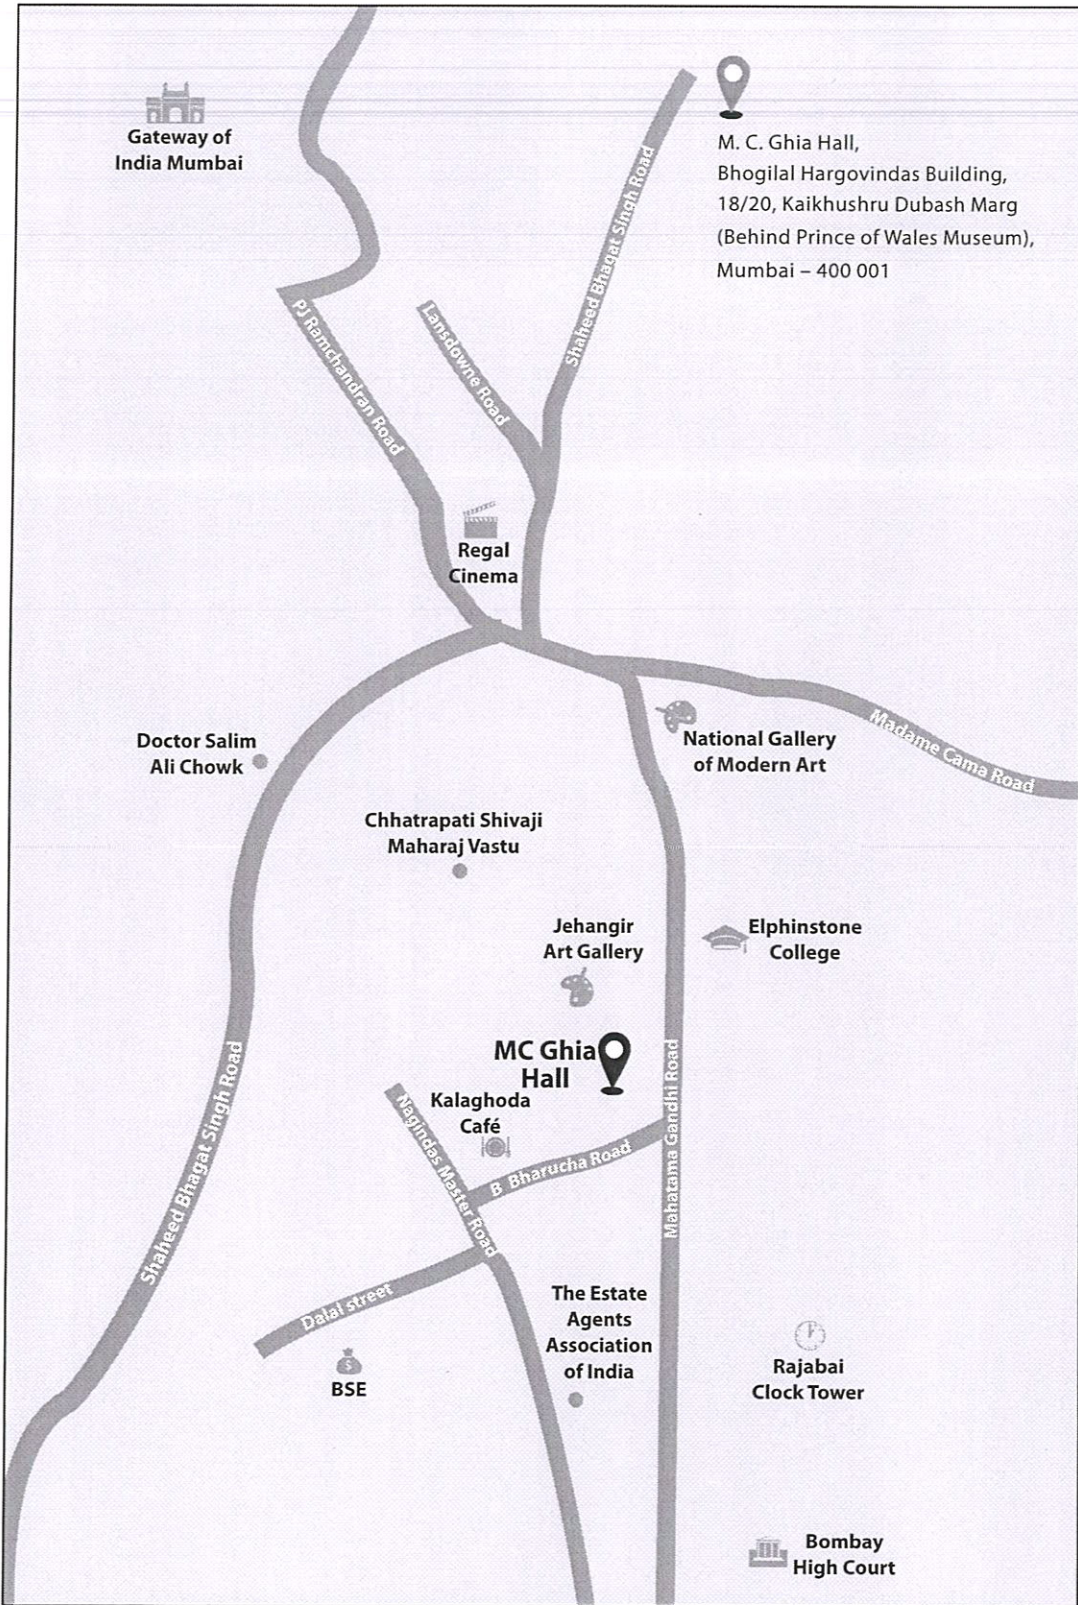 Gateway of
India Mumbai
M. C. Ghia Hall,
Bhogilal Hargovindas Building,
18/20, Kaikhushru Dubash Marg
(Behind Prince of Wales Museum),
Mumbai – 400 001
Shaheed Bhagat Singh Road
PJ Ramchandran Road
Lansdowne Road
Regal
Cinema
Madame Cama Road
National Gallery
of Modern Art
Doctor Salim
Ali Chowk
Chhatrapati Shivaji
Maharaj Vastu
Jehangir
Art Gallery
Elphinstone
College
MC Ghia
Hall
Kalaghoda
Café
Nagindas Master Road
B. Bharucha Road
Mahatama Gandhi Road
Shaheed Bhagat Singh Road
Dalal street
BSE
$
The Estate
Agents
Association
of India
Rajabai
Clock Tower
Bombay
High Court